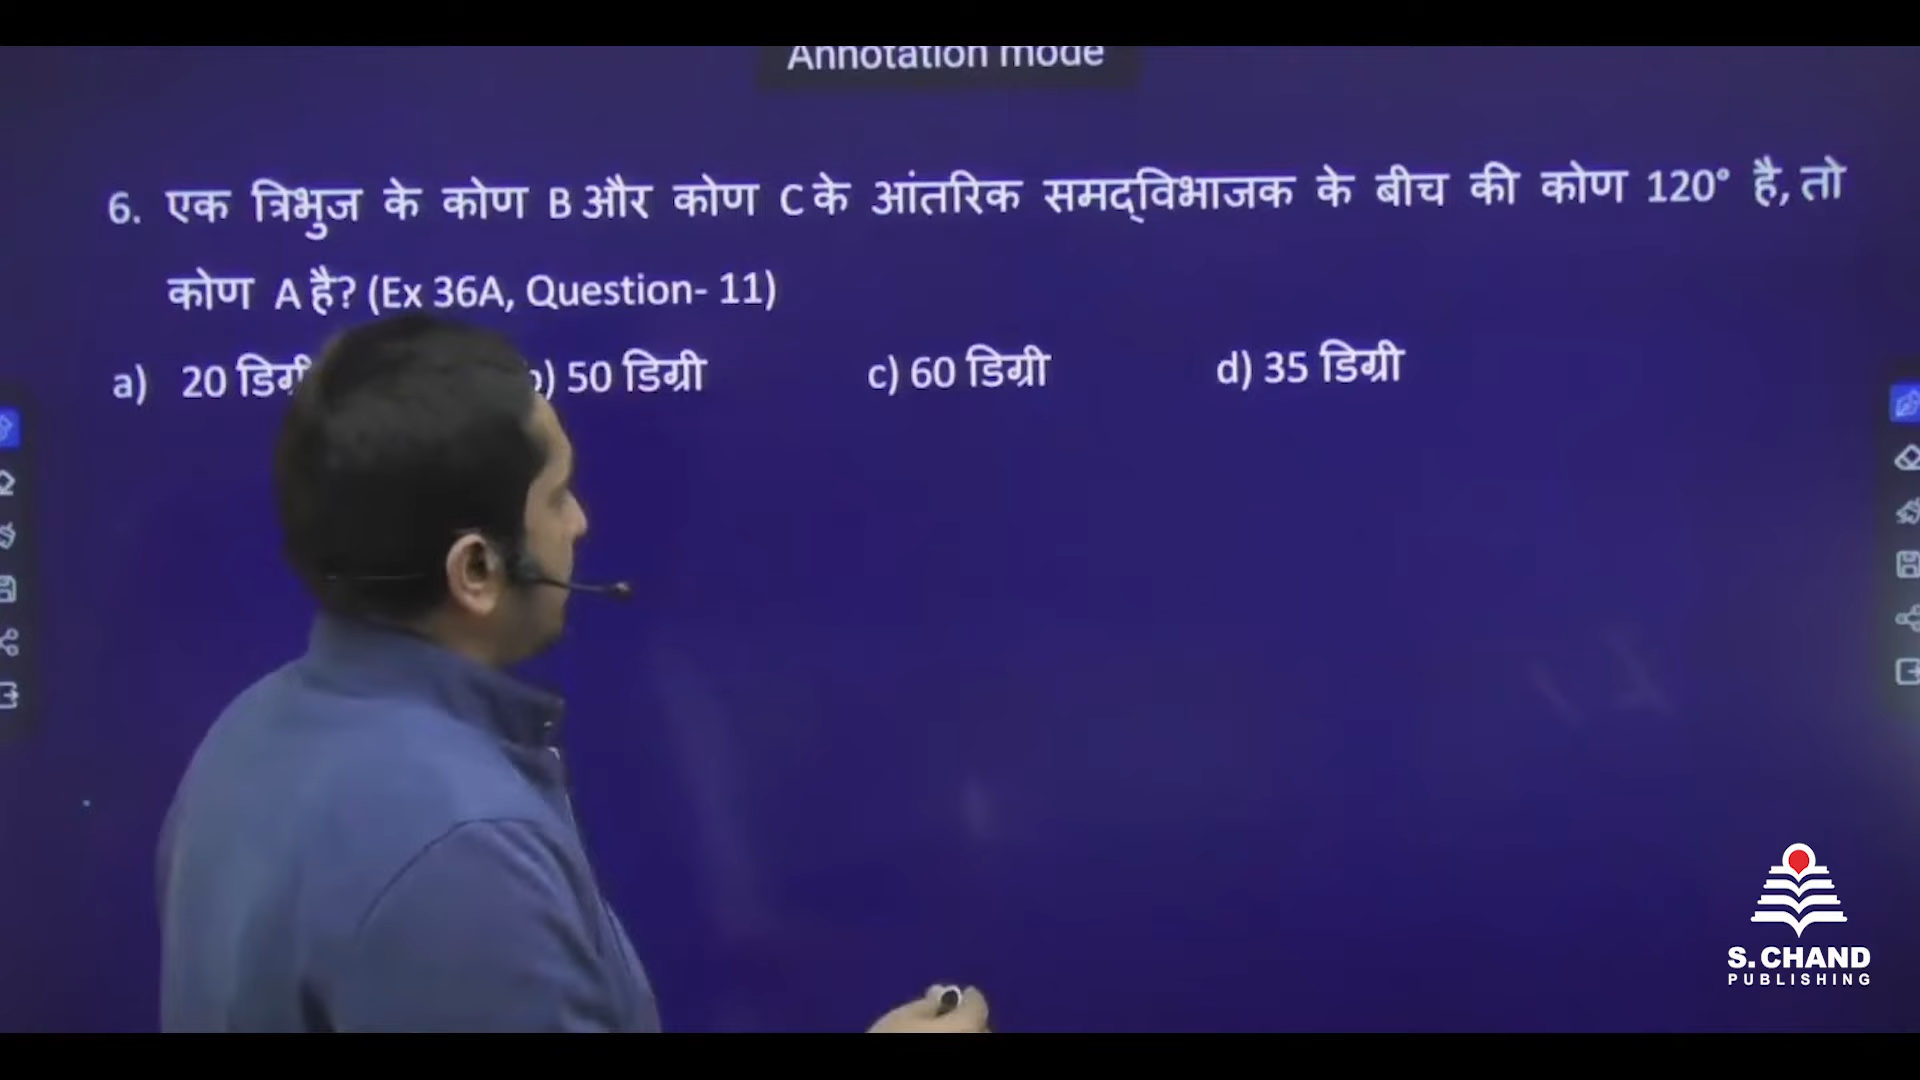 Annotation mode
6. एक त्रिभुज के कोण B और कोण C के आंतरिक समद्विभाजक के बीच की कोण 120° है, तो
कोण A है? (Ex 36A, Question- 11)
a) 20 डिग्री b) 50 डिग्री c) 60 डिग्री d) 35 डिग्री
S. CHAND
PUBLISHING